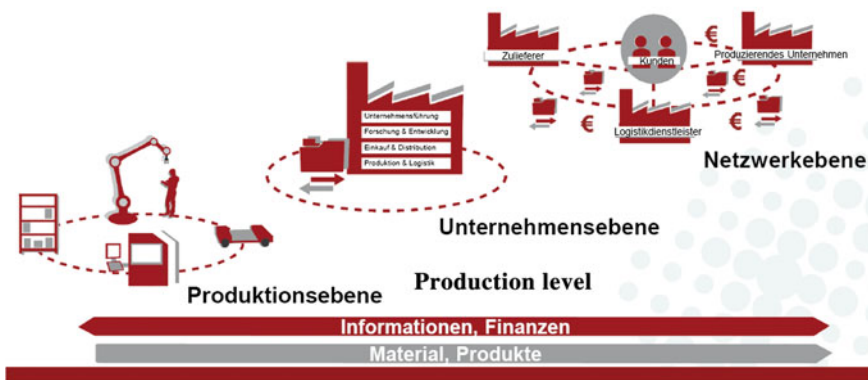 Zulieferer
Kunden
Produzierendes Unternehmen
Logistikdienstleister
Netzwerkebene
Unternehmensführung
Forschung & Entwicklung
Einkauf & Distribution
Produktion & Logistik
Unternehmensebene
Production level
Produktionsebene
Informationen, Finanzen
Material, Produkte
€
€
€
€
€